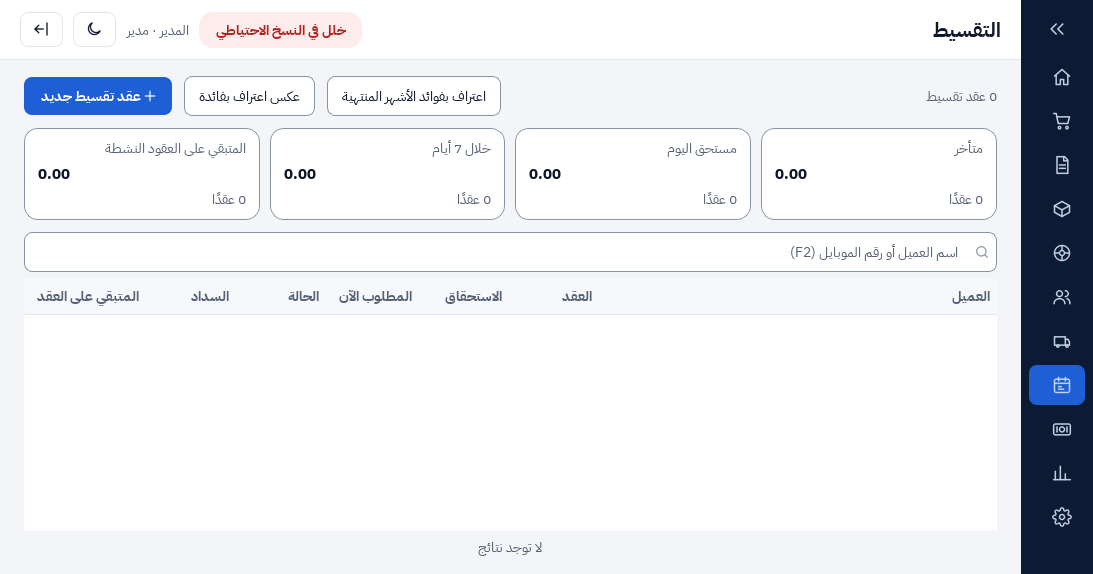 التقسيط
خلل في النسخ الاحتياطي
المدير · مدير
0 عقد تقسيط
اعتراف بفوائد الأشهر المنتهية
عكس اعتراف بفائدة
+ عقد تقسيط جديد
متأخر
0.00
0 عقدًا
مستحق اليوم
0.00
0 عقدًا
خلال 7 أيام
0.00
0 عقدًا
المتبقي على العقود النشطة
0.00
0 عقدًا
اسم العميل أو رقم الموبايل (F2)
العميل العقد الاستحقاق المطلوب الآن الحالة السداد المتبقي على العقد
لا توجد نتائج